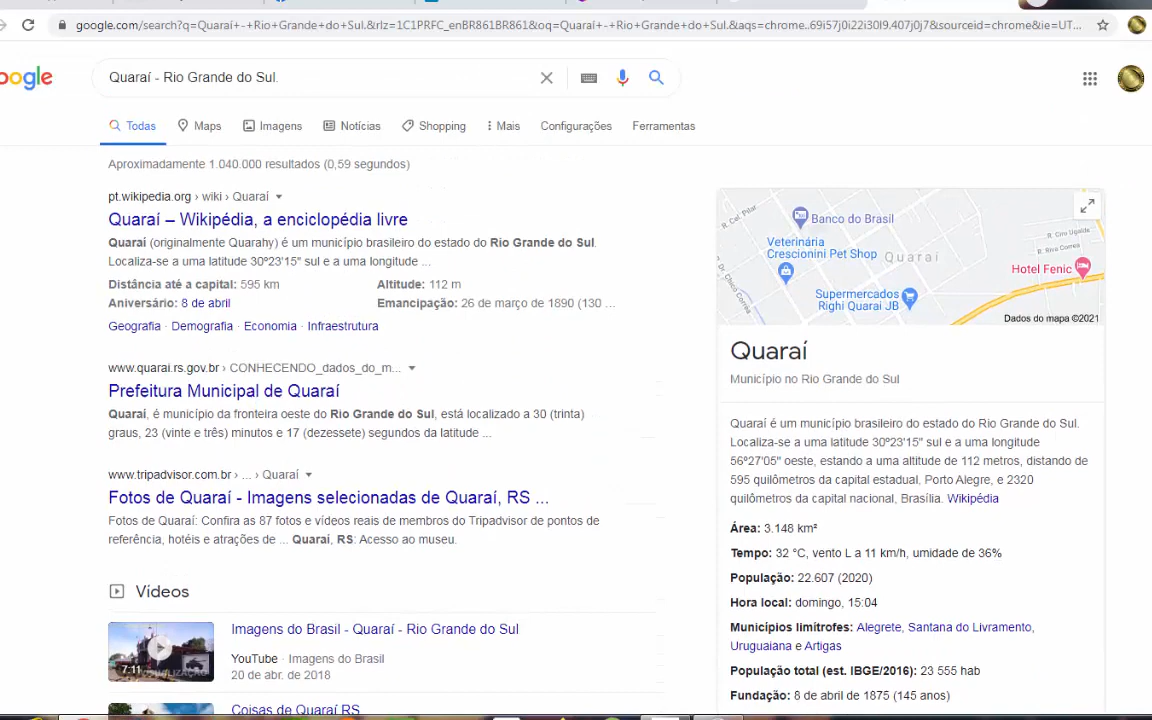 google.com/search?q=Quaraí+-+Rio+Grande+do+Sul.&rlz=1C1PRFC_enBR861BR861&oq=Quaraí+-+Rio+Grande+do+Sul.&aqs=chrome..69i57j0i22i30l9.407j0j7&sourceid=chrome&ie=UT...
oogle
Quaraí - Rio Grande do Sul.
Todas Maps Imagens Notícias Shopping Mais Configurações Ferramentas
Aproximadamente 1.040.000 resultados (0,59 segundos)
pt.wikipedia.org › wiki › Quaraí
Quaraí – Wikipédia, a enciclopédia livre
Quaraí (originalmente Quarahy) é um município brasileiro do estado do Rio Grande do Sul.
Localiza-se a uma latitude 30º23'15" sul e a uma longitude ...
Distância até a capital: 595 km Altitude: 112 m
Aniversário: 8 de abril Emancipação: 26 de março de 1890 (130 ...
Geografia · Demografia · Economia · Infraestrutura
www.quarai.rs.gov.br › CONHECENDO_dados_do_m...
Prefeitura Municipal de Quaraí
Quaraí, é município da fronteira oeste do Rio Grande do Sul, está localizado a 30 (trinta)
graus, 23 (vinte e três) minutos e 17 (dezessete) segundos da latitude ...
www.tripadvisor.com.br › ... › Quaraí
Fotos de Quaraí - Imagens selecionadas de Quaraí, RS ...
Fotos de Quaraí: Confira as 87 fotos e vídeos reais de membros do Tripadvisor de pontos de
referência, hotéis e atrações de ... Quaraí, RS: Acesso ao museu.
Vídeos
7:11
Imagens do Brasil - Quaraí - Rio Grande do Sul
YouTube · Imagens do Brasil
20 de abr. de 2018
Coisas de Quaraí RS
R. Cel. Pilar
Banco do Brasil
Veterinária
Crescionini Pet Shop
Quaraí
R. Ciro Ugalde
R. Riva Correa
Hotel Fenic
Supermercados
Righi Quaraí JB
R. Dr. Chico Correa
Dados do mapa ©2021
Quaraí
Município no Rio Grande do Sul
Quaraí é um município brasileiro do estado do Rio Grande do Sul.
Localiza-se a uma latitude 30º23'15" sul e a uma longitude
56º27'05" oeste, estando a uma altitude de 112 metros, distando de
595 quilômetros da capital estadual, Porto Alegre, e 2320
quilômetros da capital nacional, Brasília. Wikipédia
Área: 3.148 km²
Tempo: 32 °C, vento L a 11 km/h, umidade de 36%
População: 22.607 (2020)
Hora local: domingo, 15:04
Municípios limítrofes: Alegrete, Santana do Livramento,
Uruguaiana e Artigas
População total (est. IBGE/2016): 23 555 hab
Fundação: 8 de abril de 1875 (145 anos)